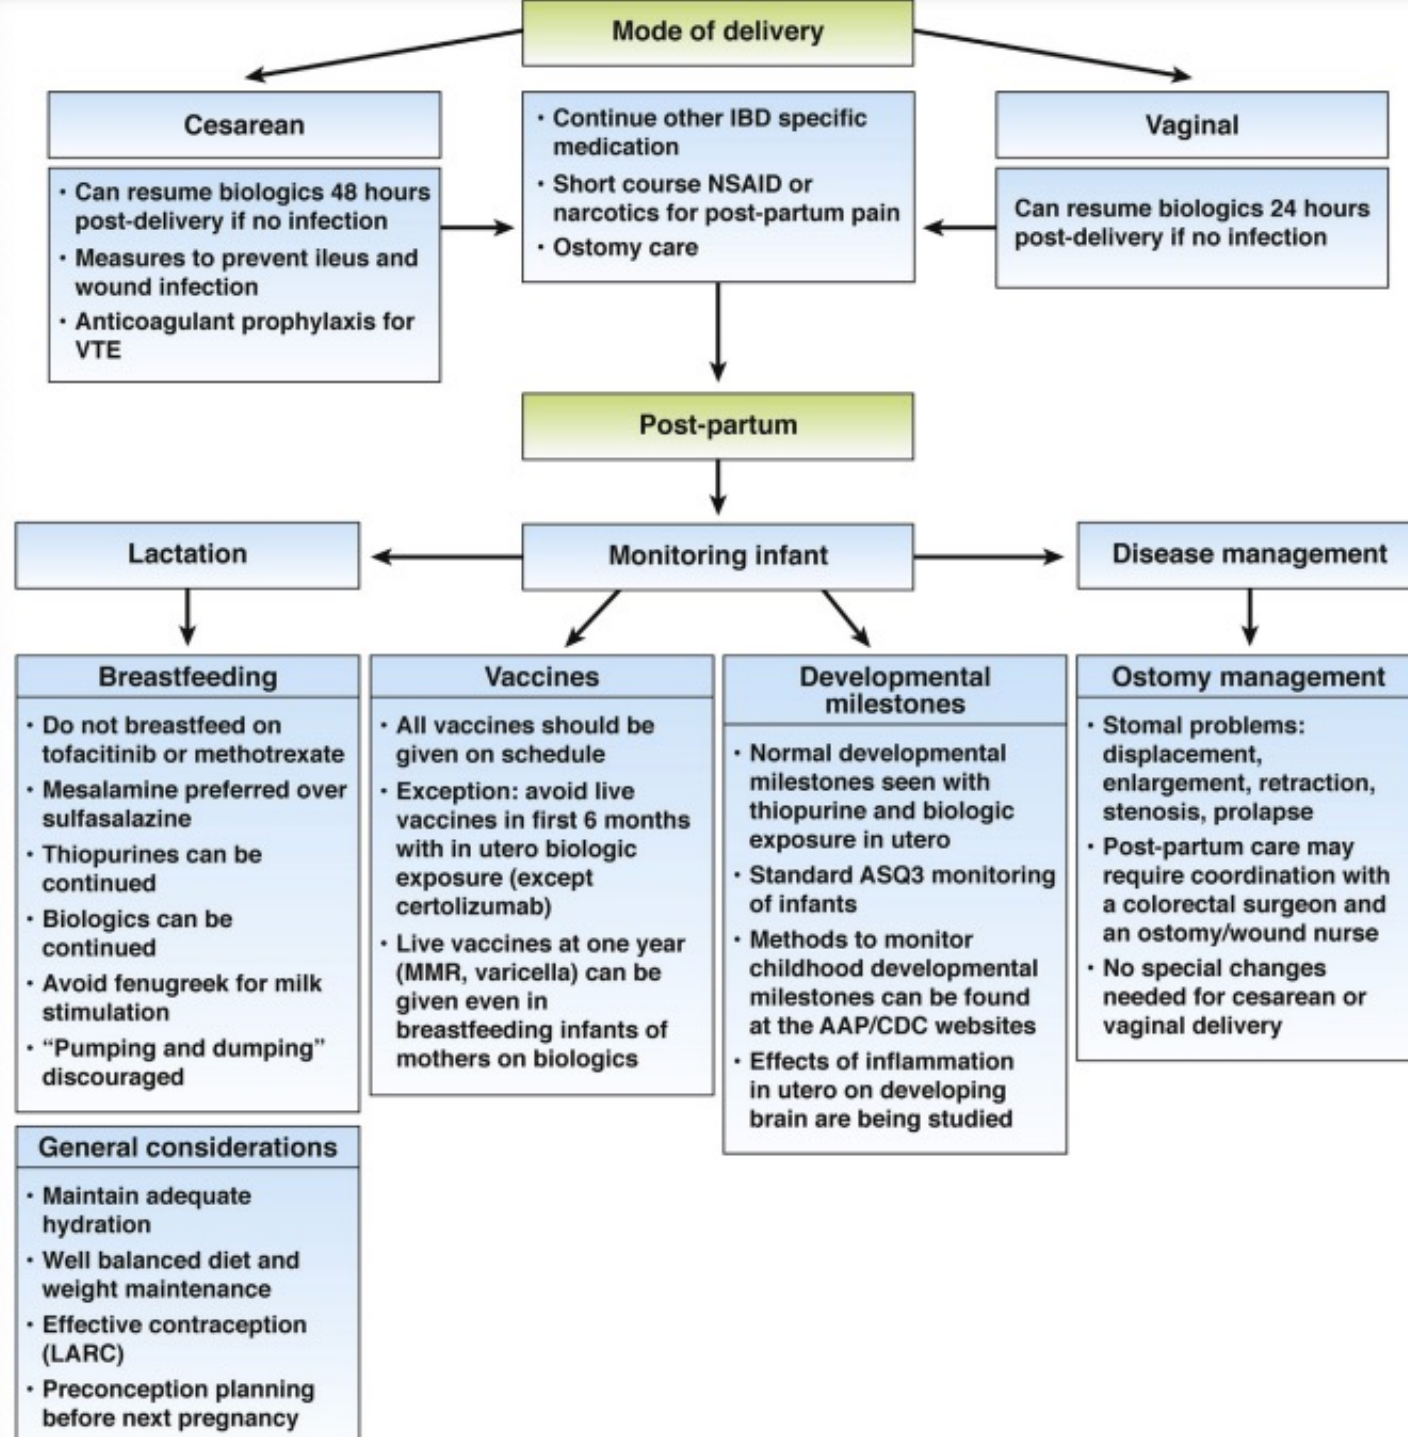 Mode of delivery
Cesarean
• Can resume biologics 48 hours
post-delivery if no infection
• Measures to prevent ileus and
wound infection
• Anticoagulant prophylaxis for
VTE
• Continue other IBD specific
medication
• Short course NSAID or
narcotics for post-partum pain
• Ostomy care
Vaginal
Can resume biologics 24 hours
post-delivery if no infection
Post-partum
Lactation
Monitoring infant
Disease management
Breastfeeding
• Do not breastfeed on
tofacitinib or methotrexate
• Mesalamine preferred over
sulfasalazine
• Thiopurines can be
continued
• Biologics can be
continued
• Avoid fenugreek for milk
stimulation
• “Pumping and dumping”
discouraged
Vaccines
• All vaccines should be
given on schedule
• Exception: avoid live
vaccines in first 6 months
with in utero biologic
exposure (except
certolizumab)
• Live vaccines at one year
(MMR, varicella) can be
given even in
breastfeeding infants of
mothers on biologics
Developmental
milestones
• Normal developmental
milestones seen with
thiopurine and biologic
exposure in utero
• Standard ASQ3 monitoring
of infants
• Methods to monitor
childhood developmental
milestones can be found
at the AAP/CDC websites
• Effects of inflammation
in utero on developing
brain are being studied
Ostomy management
• Stomal problems:
displacement,
enlargement, retraction,
stenosis, prolapse
• Post-partum care may
require coordination with
a colorectal surgeon and
an ostomy/wound nurse
• No special changes
needed for cesarean or
vaginal delivery
General considerations
• Maintain adequate
hydration
• Well balanced diet and
weight maintenance
• Effective contraception
(LARC)
• Preconception planning
before next pregnancy